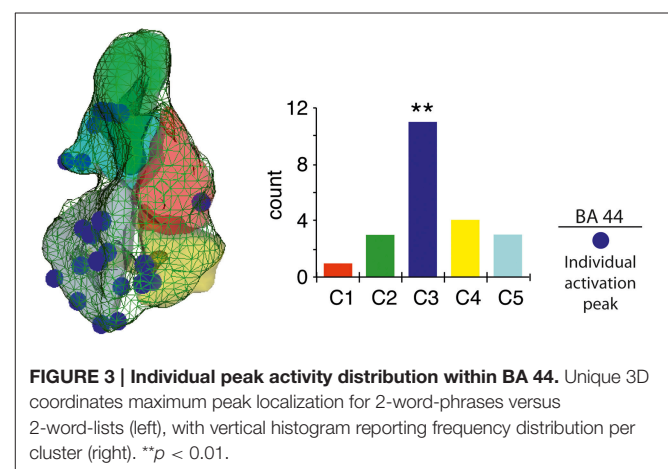 12
**
8
count
4
0
C1 C2 C3 C4 C5
BA 44
Individual
activation
peak
FIGURE 3 | Individual peak activity distribution within BA 44. Unique 3D
coordinates maximum peak localization for 2-word-phrases versus
2-word-lists (left), with vertical histogram reporting frequency distribution per
cluster (right). **p < 0.01.